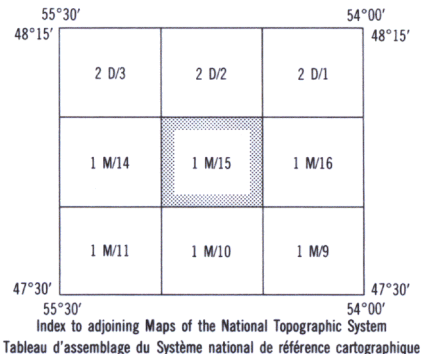 55°30′ 54°00′
48°15′ 48°15′
2 D/3 2 D/2 2 D/1
1 M/14 1 M/15 1 M/16
1 M/11 1 M/10 1 M/9
47°30′ 47°30′
55°30′ 54°00′
Index to adjoining Maps of the National Topographic System
Tableau d'assemblage du Système national de référence cartographique